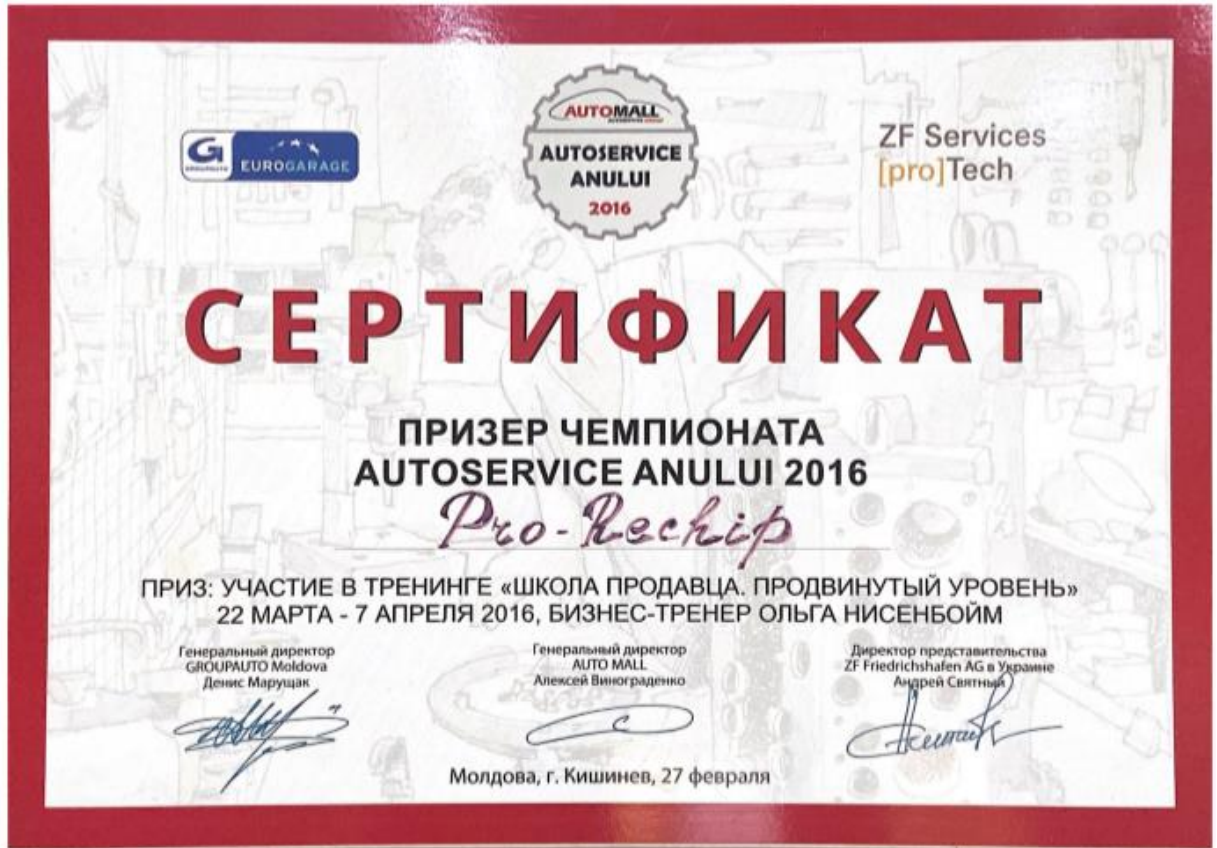 G
GROUPAUTO
EUROGARAGE
AUTOMALL
AUTOSERVICE
ANULUI
2016
ZF Services
[pro]Tech
СЕРТИФИКАТ
ПРИЗЕР ЧЕМПИОНАТА
AUTOSERVICE ANULUI 2016
Pro-Rechip
ПРИЗ: УЧАСТИЕ В ТРЕНИНГЕ «ШКОЛА ПРОДАВЦА. ПРОДВИНУТЫЙ УРОВЕНЬ»
22 МАРТА - 7 АПРЕЛЯ 2016, БИЗНЕС-ТРЕНЕР ОЛЬГА НИСЕНБОЙМ
Генеральный директор
GROUPAUTO Moldova
Денис Марущак
Генеральный директор
AUTO MALL
Алексей Виноградenко
Директор представительства
ZF Friedrichshafen AG в Украине
Андрей Святный
Молдова, г. Кишинев, 27 февраля